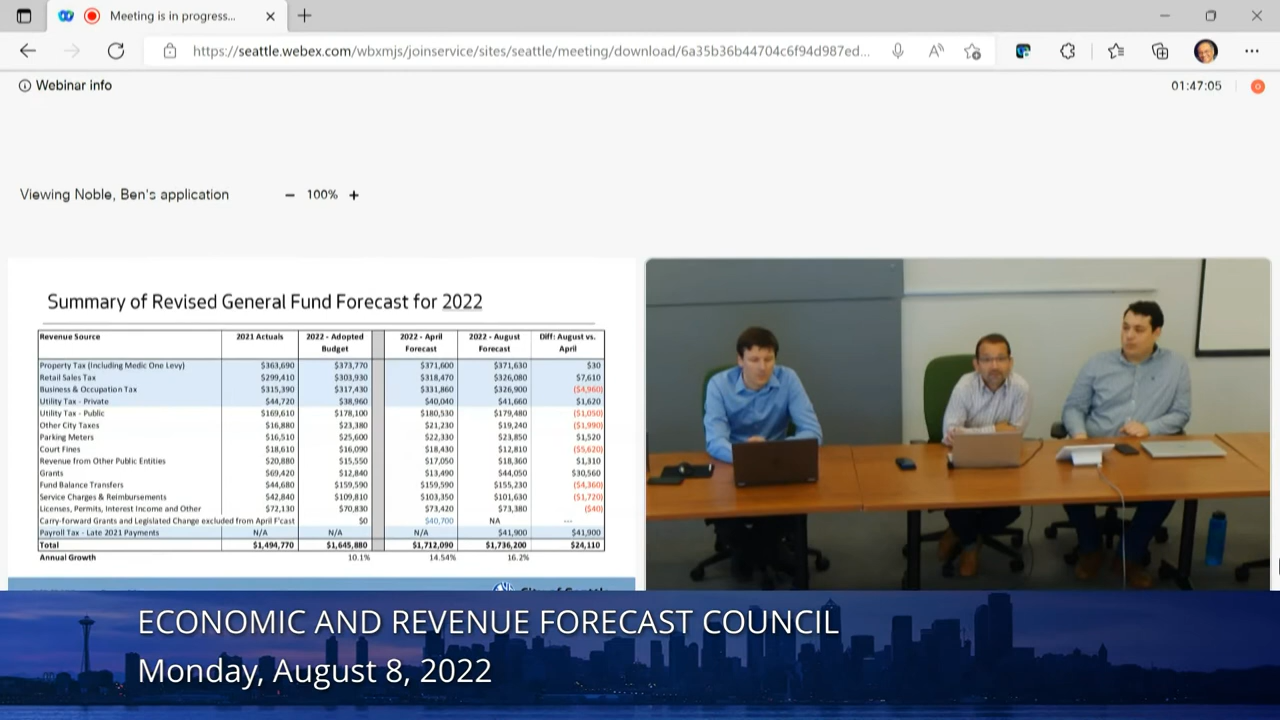 Meeting is in progress...
https://seattle.webex.com/wbxmjs/joinservice/sites/seattle/meeting/download/6a35b36b44704c6f94d987ed...
Webinar info
01:47:05
Viewing Noble, Ben's application
− 100% +
Summary of Revised General Fund Forecast for 2022
Revenue Source 2021 Actuals 2022 - Adopted Budget 2022 - April Forecast 2022 - August Forecast Diff: August vs. April
Property Tax (Including Medic One Levy) $363,690 $373,770 $371,600 $371,630 $30
Retail Sales Tax $299,410 $303,930 $318,470 $326,080 $7,610
Business & Occupation Tax $315,390 $317,430 $331,860 $326,900 ($4,960)
Utility Tax - Private $44,720 $38,960 $40,040 $41,660 $1,620
Utility Tax - Public $169,610 $178,100 $180,530 $179,480 ($1,050)
Other City Taxes $16,880 $23,380 $21,230 $19,240 ($1,990)
Parking Meters $16,510 $25,600 $22,330 $23,850 $1,520
Court Fines $18,610 $16,090 $18,430 $12,810 ($5,620)
Revenue from Other Public Entities $20,880 $15,550 $17,050 $18,360 $1,310
Grants $69,420 $12,840 $13,490 $44,050 $30,560
Fund Balance Transfers $44,680 $159,590 $159,590 $155,230 ($4,360)
Service Charges & Reimbursements $42,840 $109,810 $103,350 $101,630 ($1,720)
Licenses, Permits, Interest Income and Other $72,130 $70,830 $73,420 $73,380 ($40)
Carry-forward Grants and Legislated Change excluded from April F'cast $0 $40,700 NA ---
Payroll Tax - Late 2021 Payments N/A N/A N/A $41,900 $41,900
Total $1,494,770 $1,645,880 $1,712,090 $1,736,200 $24,110
Annual Growth 10.1% 14.54% 16.2%
ECONOMIC AND REVENUE FORECAST COUNCIL
Monday, August 8, 2022